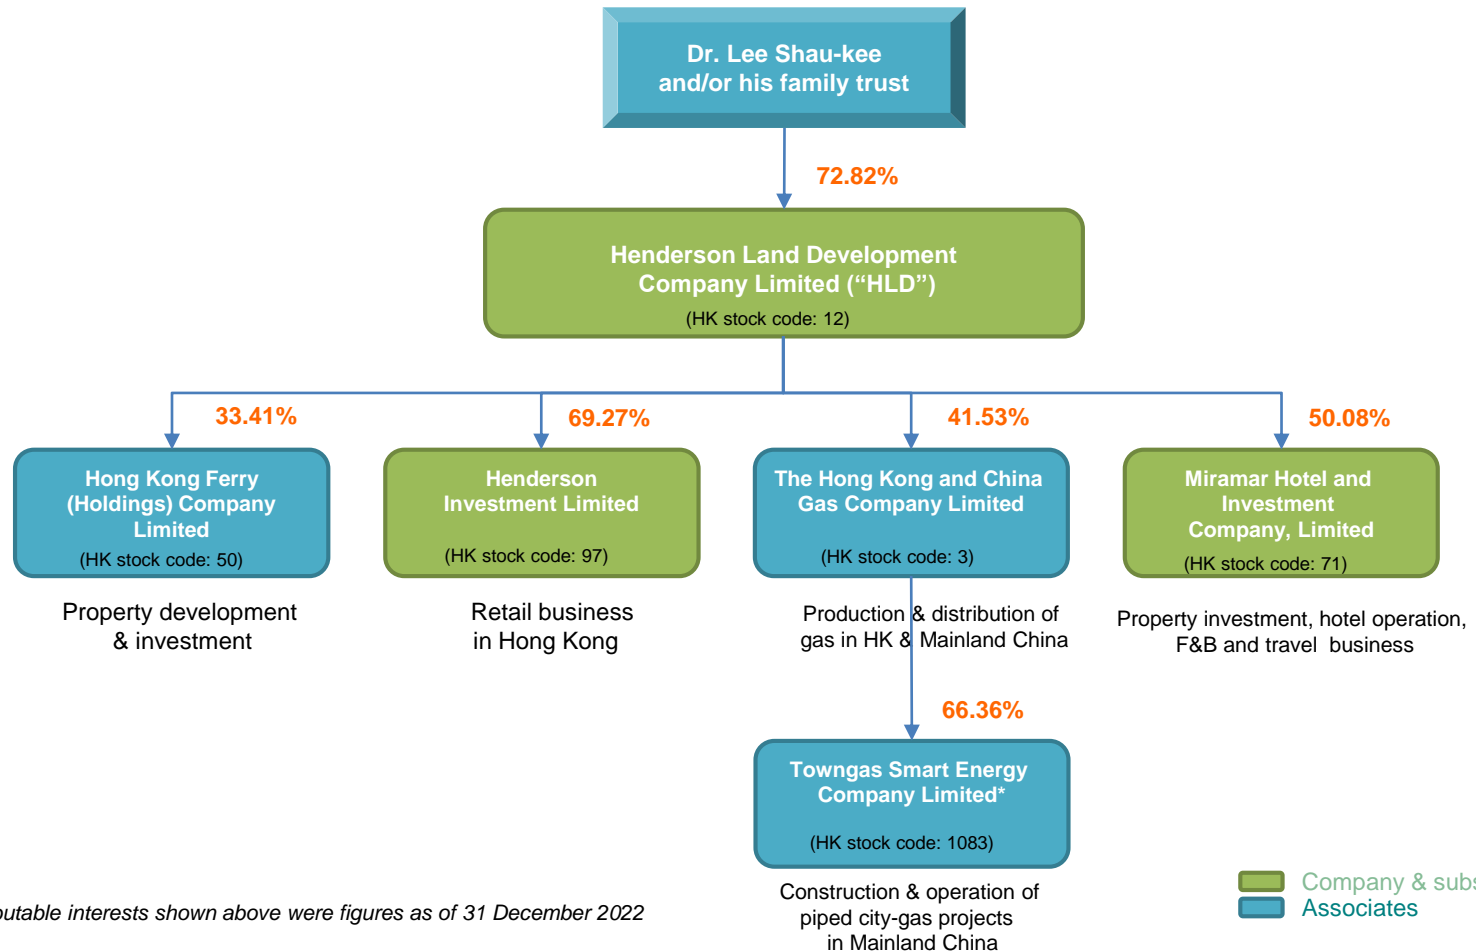 Dr. Lee Shau-kee
and/or his family trust
72.82%
Henderson Land Development
Company Limited (“HLD”)
(HK stock code: 12)
33.41%
69.27%
41.53%
50.08%
Hong Kong Ferry
(Holdings) Company
Limited
(HK stock code: 50)
Henderson
Investment Limited
(HK stock code: 97)
The Hong Kong and China
Gas Company Limited
(HK stock code: 3)
Miramar Hotel and
Investment
Company, Limited
(HK stock code: 71)
Property development
& investment
Retail business
in Hong Kong
Production & distribution of
gas in HK & Mainland China
Property investment, hotel operation,
F&B and travel business
66.36%
Towngas Smart Energy
Company Limited*
(HK stock code: 1083)
Construction & operation of
piped city-gas projects
in Mainland China
interests shown above were figures as of 31 December 2022
Company &
Associates